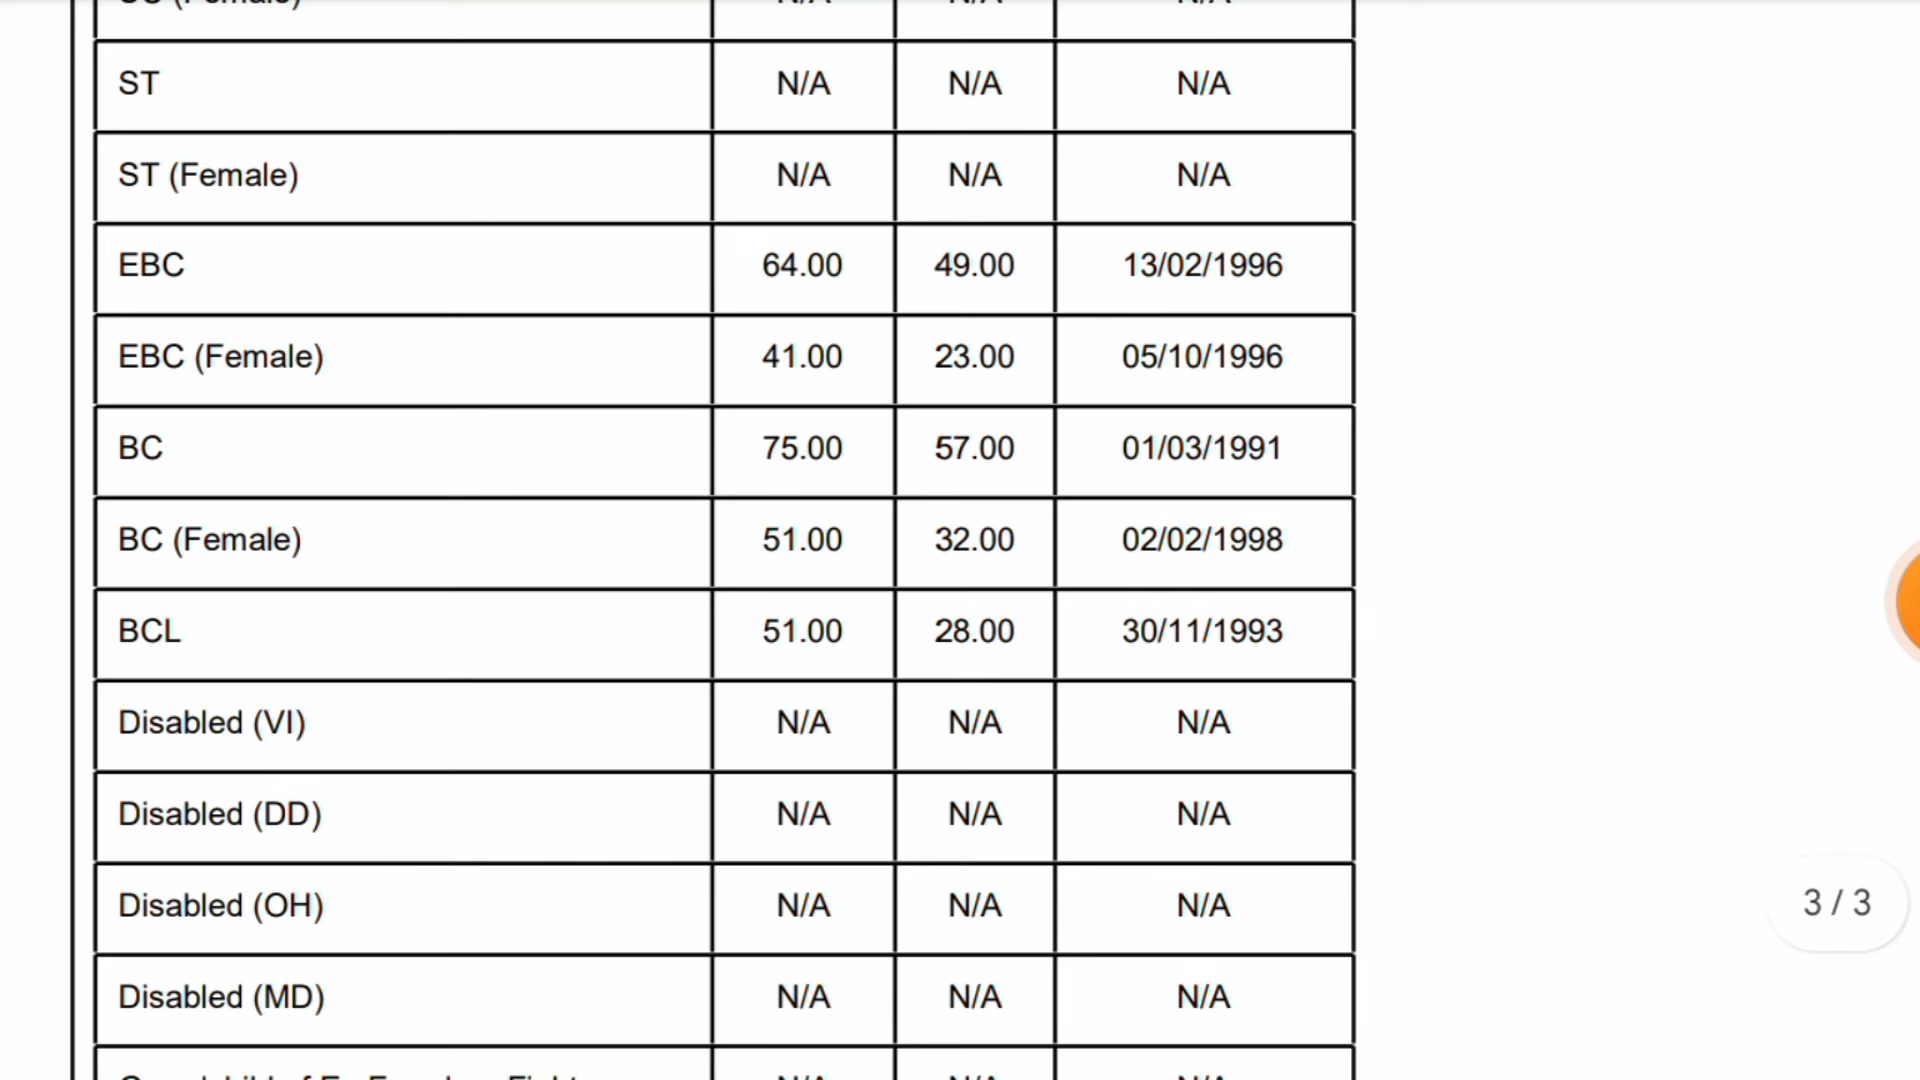 ST N/A N/A N/A
ST (Female) N/A N/A N/A
EBC 64.00 49.00 13/02/1996
EBC (Female) 41.00 23.00 05/10/1996
BC 75.00 57.00 01/03/1991
BC (Female) 51.00 32.00 02/02/1998
BCL 51.00 28.00 30/11/1993
Disabled (VI) N/A N/A N/A
Disabled (DD) N/A N/A N/A
Disabled (OH) N/A N/A N/A
3 / 3
Disabled (MD) N/A N/A N/A